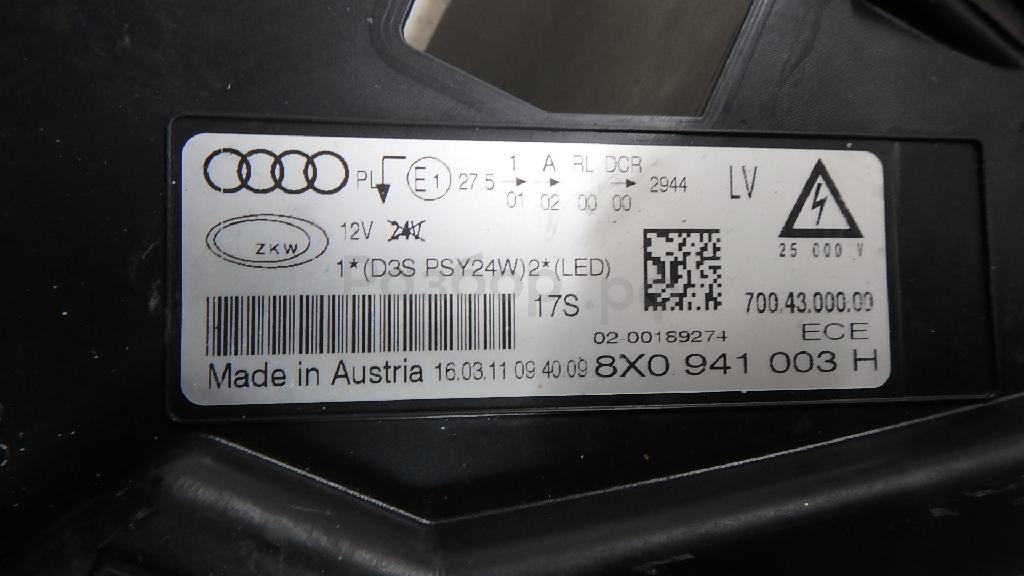 PL E1 27.5 1 A RL DCR 2944 LV
01 02 00 00
ZKW 12V 24V 25 000 V
1*(D3S PSY24W)2*(LED)
Разбор.ру
17S 700.43.000.00
02 00189274 ECE
Made in Austria 16.03.11 09 40:09 8X0 941 003 H